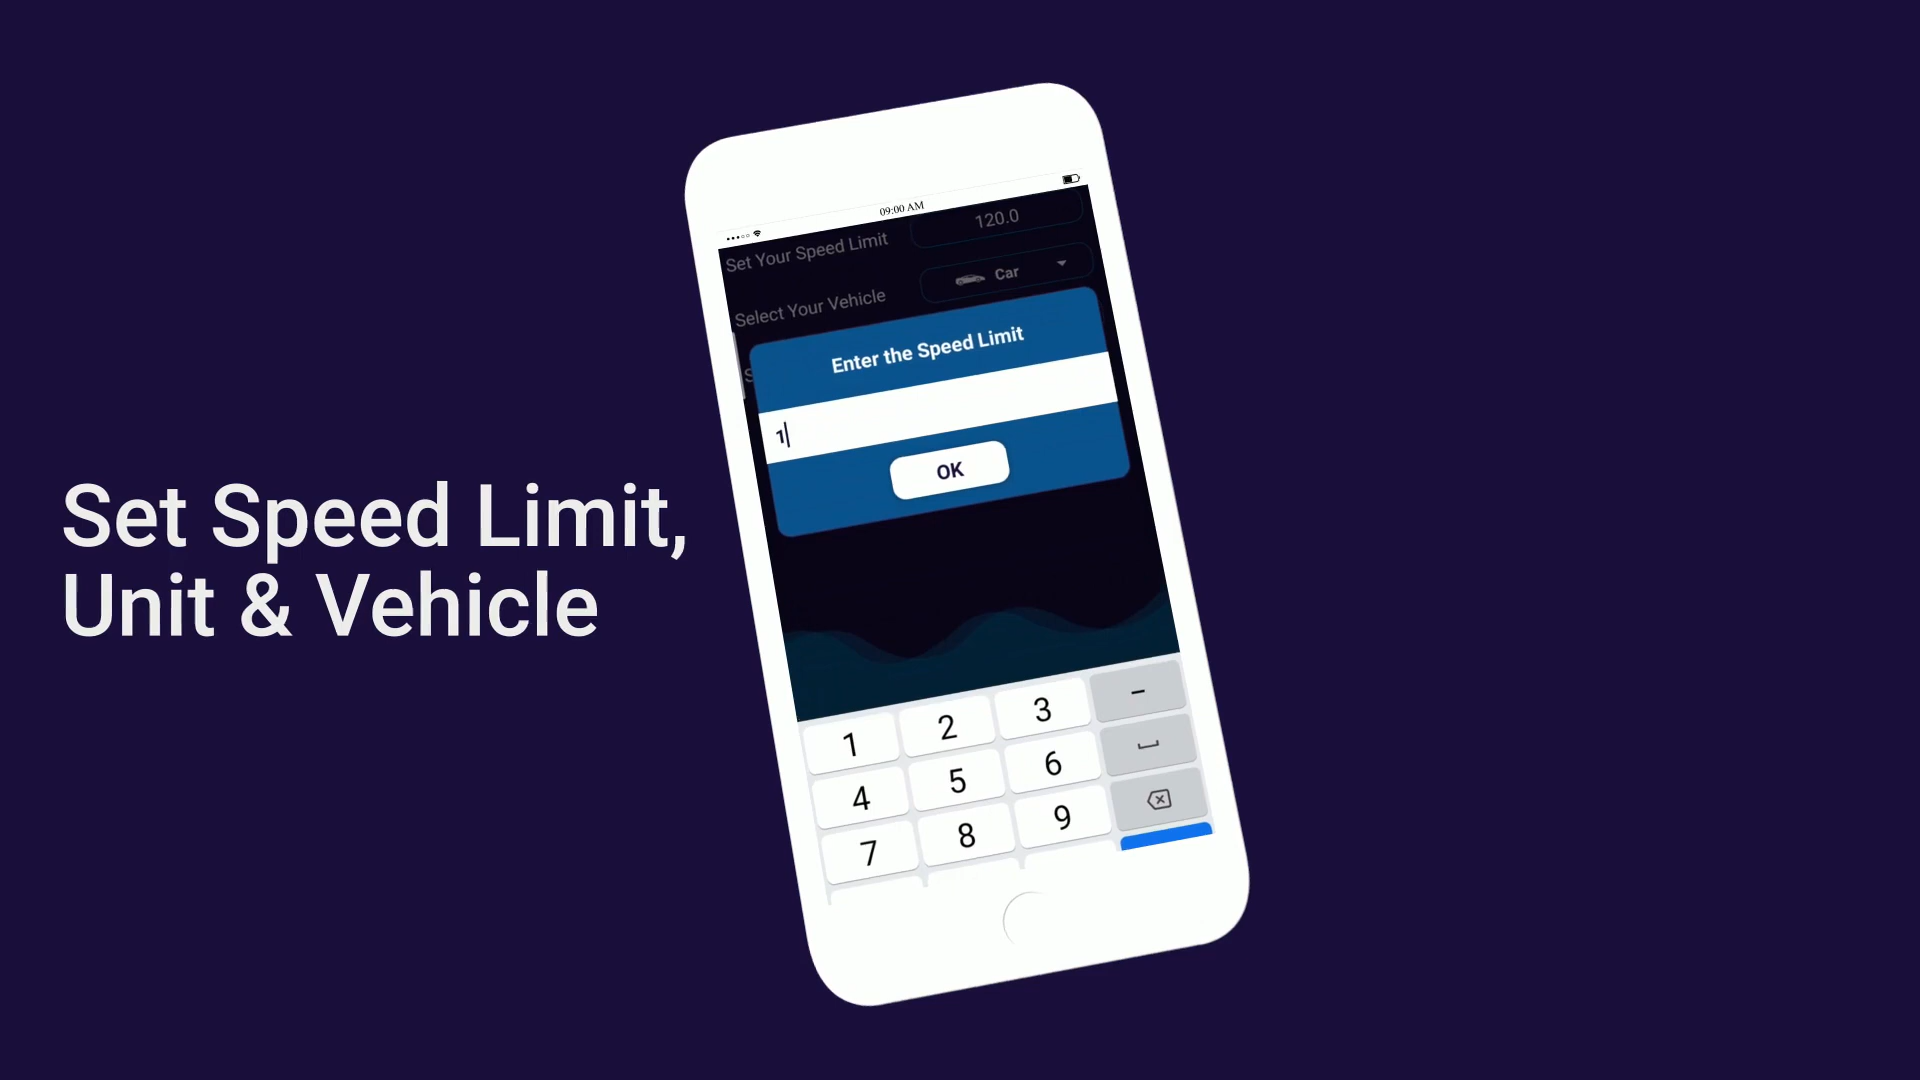 Set Speed Limit,
Unit & Vehicle
09:00 AM
Set Your Speed Limit
120.0
Select Your Vehicle
Car
S
Enter the Speed Limit
1
OK
1 2 3 -
4 5 6
7 8 9